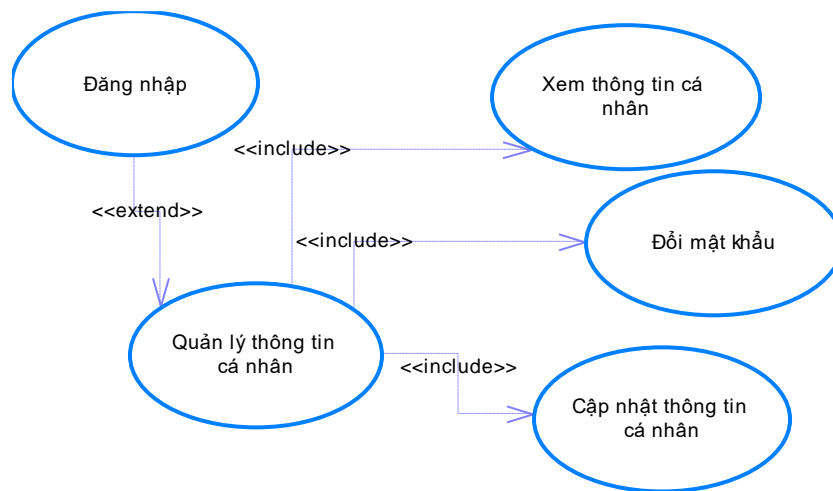 Đăng nhập
Xem thông tin cá
nhân
<<include>>
<<extend>>
<<include>>
Đổi mật khẩu
Quản lý thông tin
cá nhân
<<include>>
Cập nhật thông tin
cá nhân